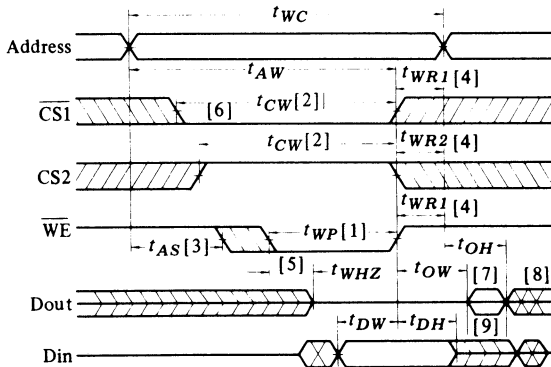 tWC
Address
tAW
tWR1 [4]
CS1
[6]
tCW[2]
tCW[2]
tWR2 [4]
CS2
tWR1 [4]
WE
tWP [1]
tAS [3]
tOH
[5]
tWHZ
tOW
[7]
[8]
Dout
tDW
tDH
[9]
Din